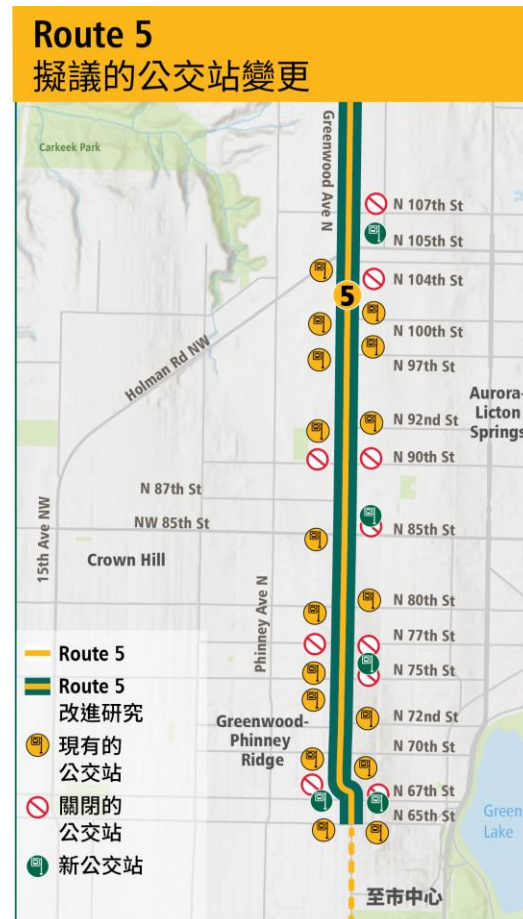 Route 5
擬議的公交站變更
Carkeek Park
Greenwood Ave N
N 107th St
N 105th St
N 104th St
5
N 100th St
Holman Rd NW
N 97th St
Aurora-
Licton
Springs
N 92nd St
N 90th St
N 87th St
NW 85th St
N 85th St
15th Ave NW
Crown Hill
Phinney Ave N
N 80th St
N 77th St
N 75th St
N 72nd St
Greenwood-
Phinney
Ridge
N 70th St
N 67th St
N 65th St
Green
Lake
Route 5
Route 5
改進研究
現有的
公交站
關閉的
公交站
新公交站
至市中心